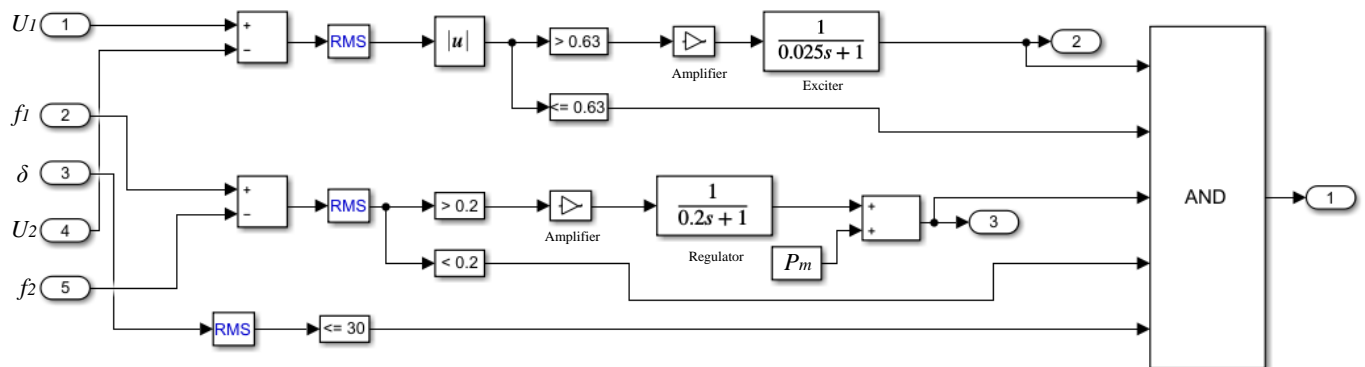 U1 1 + − RMS |u| > 0.63 Amplifier 1 / 0.025s + 1 Exciter 2
<= 0.63
f1 2
δ 3
U2 4
f2 5
+ − RMS > 0.2 Amplifier 1 / 0.2s + 1 Regulator + + 3
Pm
< 0.2
RMS <= 30
AND 1